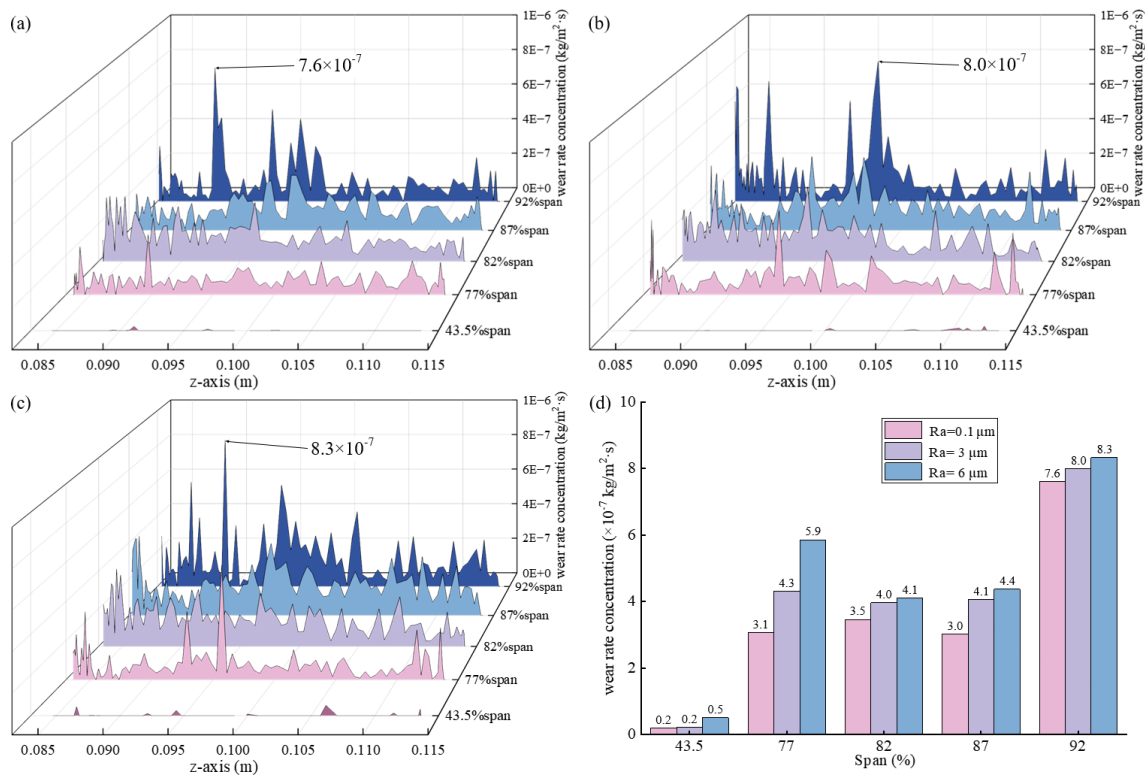 (a)
7.6×10⁻⁷
1E−6
8E−7
6E−7
4E−7
2E−7
0E+0
wear rate concentration (kg/m²·s)
92%span
87%span
82%span
77%span
43.5%span
0.085
0.090
0.095
0.100
0.105
0.110
0.115
z-axis (m)
(b)
8.0×10⁻⁷
1E−6
8E−7
6E−7
4E−7
2E−7
0E+0
wear rate concentration (kg/m²·s)
92%span
87%span
82%span
77%span
43.5%span
0.085
0.090
0.095
0.100
0.105
0.110
0.115
z-axis (m)
(c)
8.3×10⁻⁷
1E−6
8E−7
6E−7
4E−7
2E−7
0E+0
wear rate concentration (kg/m²·s)
92%span
87%span
82%span
77%span
43.5%span
0.085
0.090
0.095
0.100
0.105
0.110
0.115
z-axis (m)
(d)
10
8
6
4
2
0
wear rate concentration (×10⁻⁷ kg/m²·s)
Ra=0.1 μm
Ra= 3 μm
Ra= 6 μm
0.2
0.2
0.5
3.1
4.3
5.9
3.5
4.0
4.1
3.0
4.1
4.4
7.6
8.0
8.3
43.5
77
82
87
92
Span (%)